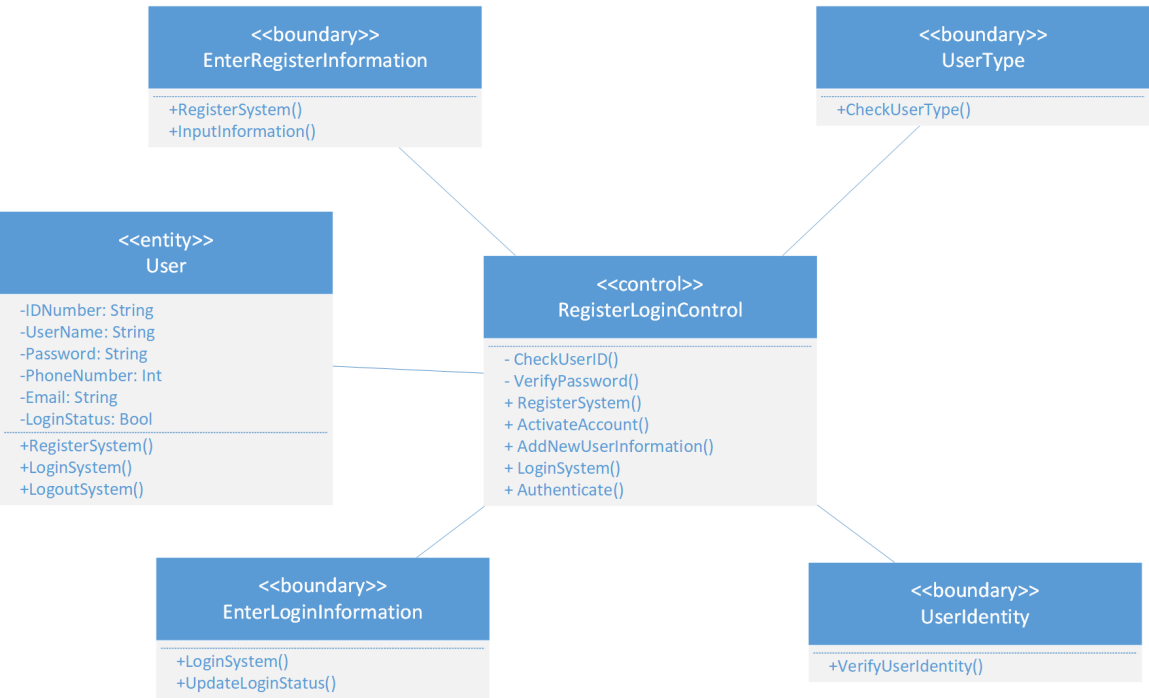 <<boundary>>
EnterRegisterInformation
+RegisterSystem()
+InputInformation()
<<boundary>>
UserType
+CheckUserType()
<<entity>>
User
-IDNumber: String
-UserName: String
-Password: String
-PhoneNumber: Int
-Email: String
-LoginStatus: Bool
+RegisterSystem()
+LoginSystem()
+LogoutSystem()
<<control>>
RegisterLoginControl
- CheckUserID()
- VerifyPassword()
+ RegisterSystem()
+ ActivateAccount()
+ AddNewUserInformation()
+ LoginSystem()
+ Authenticate()
<<boundary>>
EnterLoginInformation
+LoginSystem()
+UpdateLoginStatus()
<<boundary>>
UserIdentity
+VerifyUserIdentity()